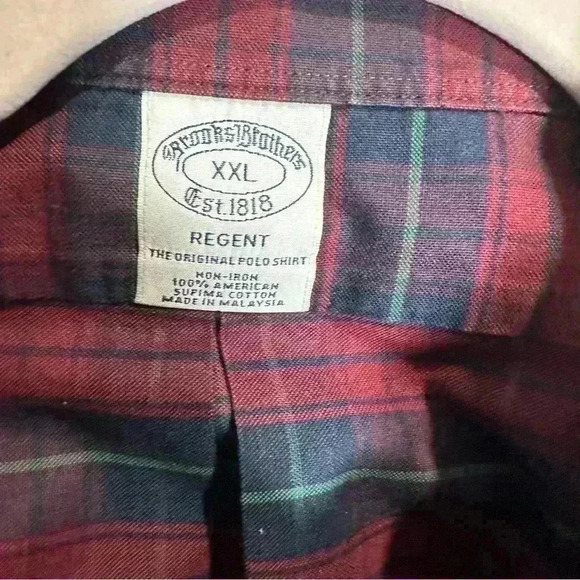 Brooks Brothers
XXL
Est. 1818
REGENT
THE ORIGINAL POLO SHIRT
NON-IRON
100% AMERICAN
SUPIMA COTTON
MADE IN MALAYSIA